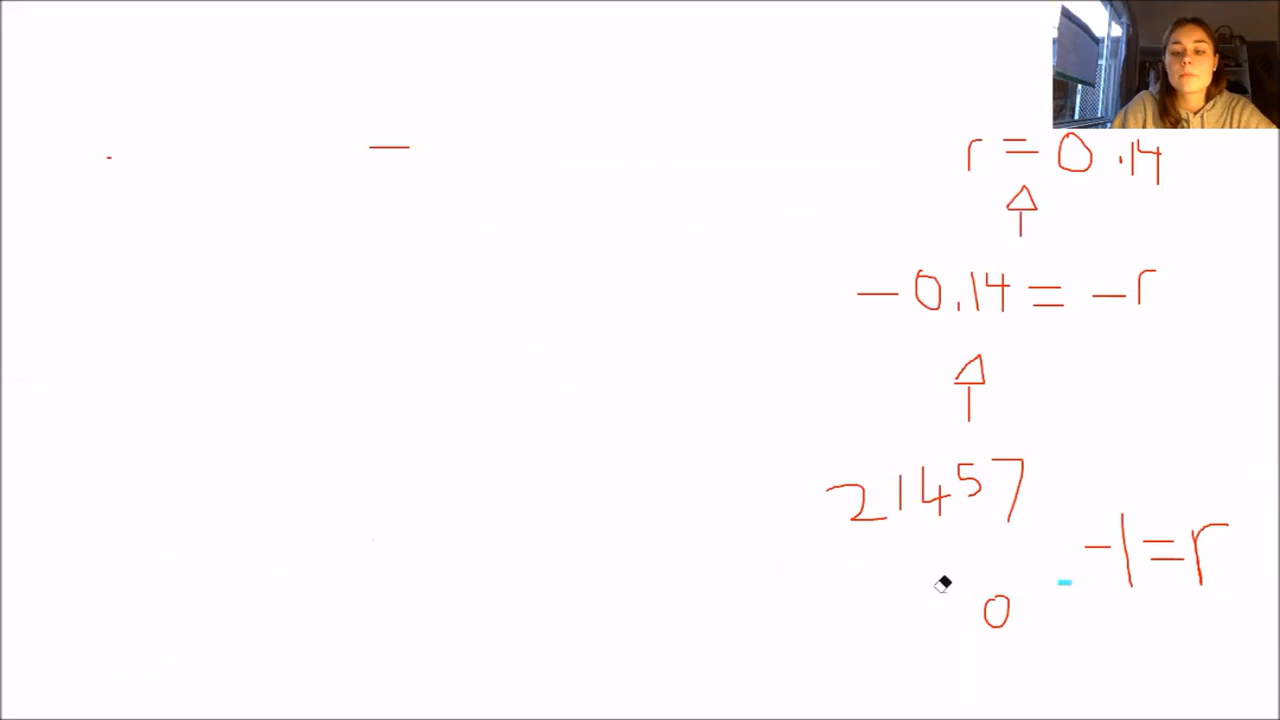 r = 0.14
- 0.14 = - r
21457
- 1 = r
0